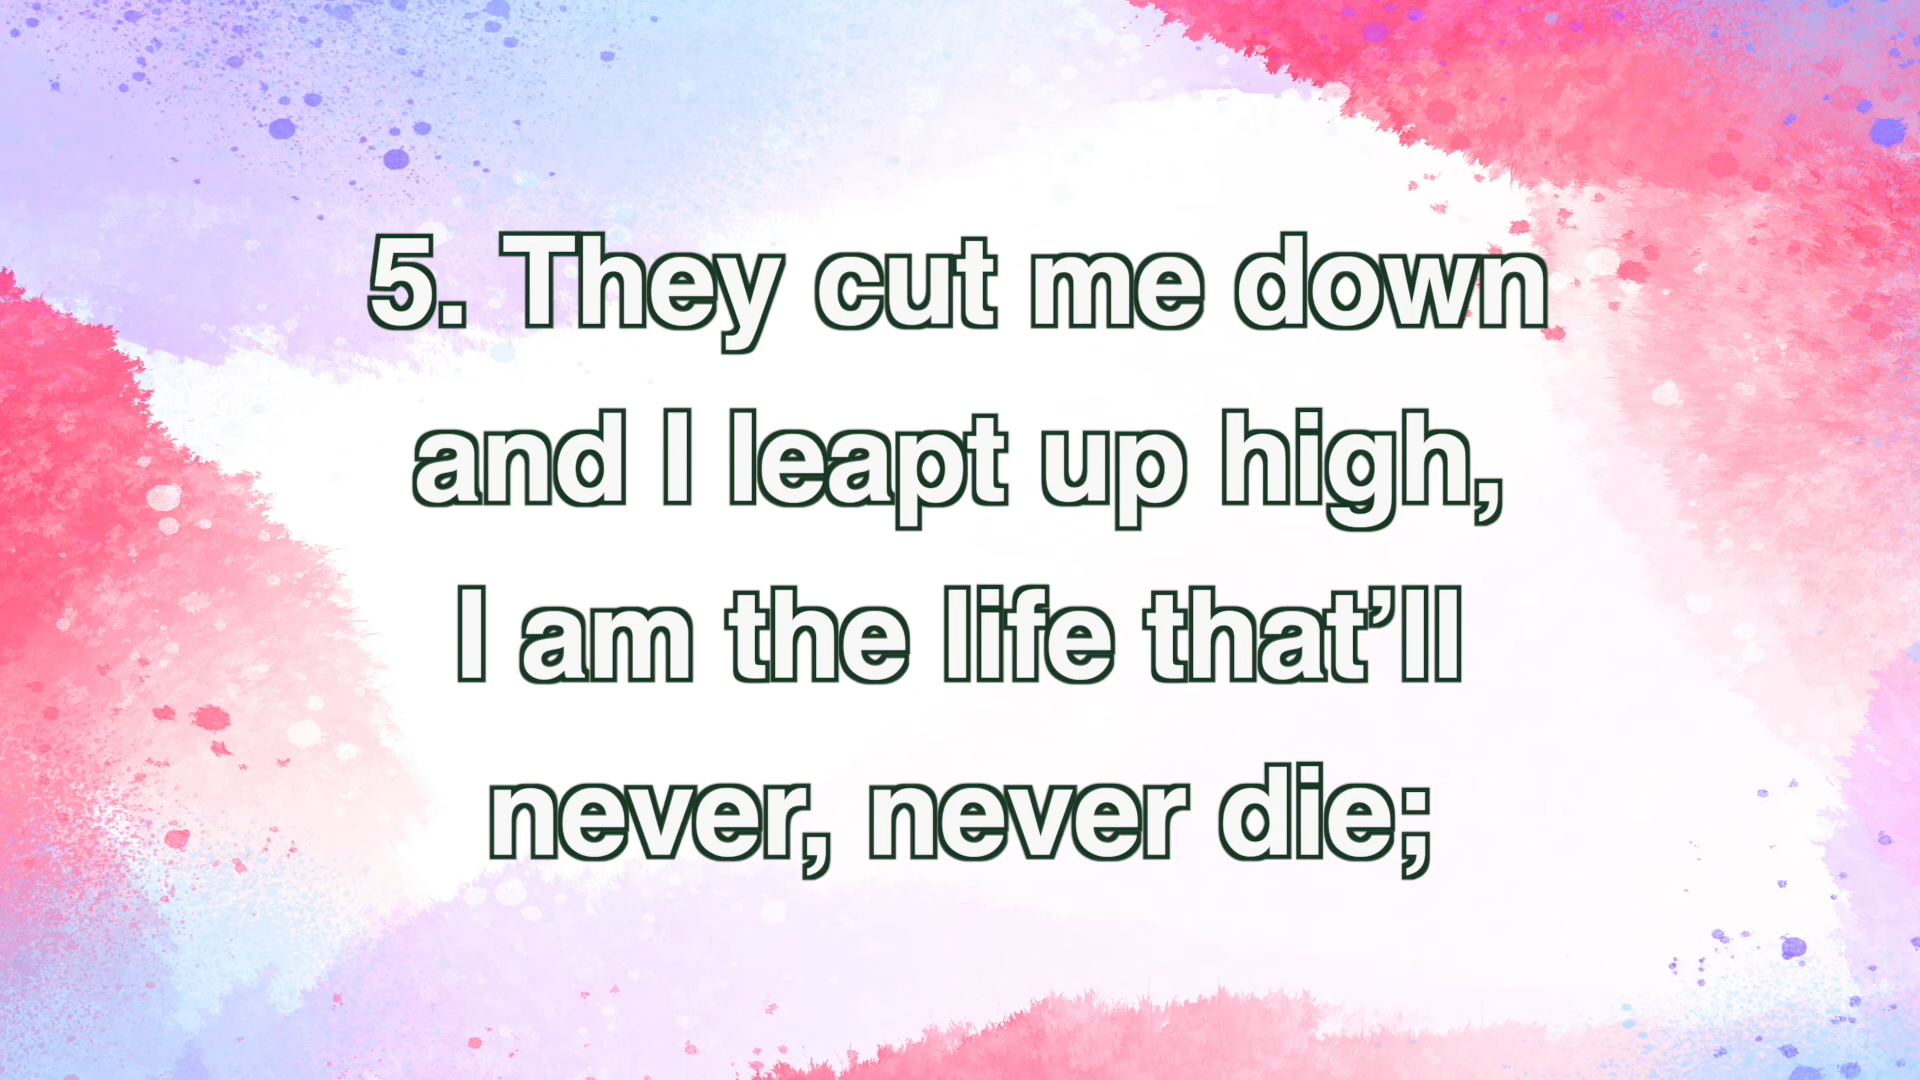 5. They cut me down
and I leapt up high,
I am the life that’ll
never, never die;